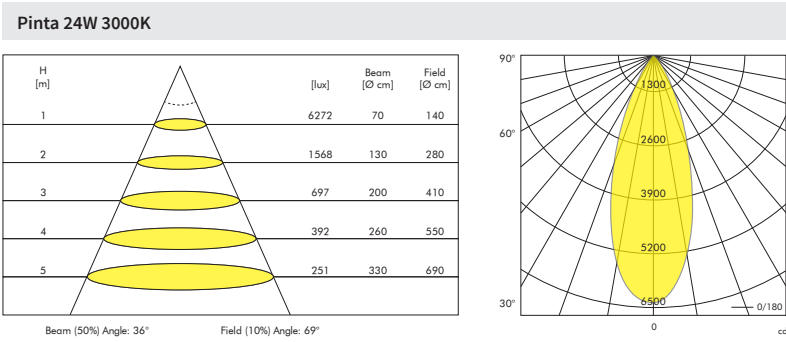 Pinta 24W 3000K
H [m] [lux] Beam [Ø cm] Field [Ø cm]
1 6272 70 140
2 1568 130 280
3 697 200 410
4 392 260 550
5 251 330 690
Beam (50%) Angle: 36° Field (10%) Angle: 69°
90°
1300
60°
2600
3900
5200
30°
6500
0/180
0